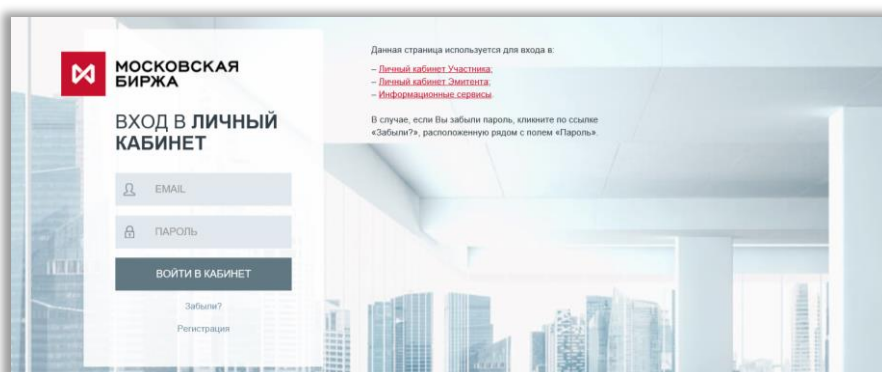 МОСКОВСКАЯ
БИРЖА
ВХОД В ЛИЧНЫЙ
КАБИНЕТ
EMAIL
ПАРОЛЬ
ВОЙТИ В КАБИНЕТ
Забыли?
Регистрация
Данная страница используется для входа в:
– Личный кабинет Участника;
– Личный кабинет Эмитента;
– Информационные сервисы.
В случае, если Вы забыли пароль, кликните по ссылке
«Забыли?», расположенную рядом с полем «Пароль».